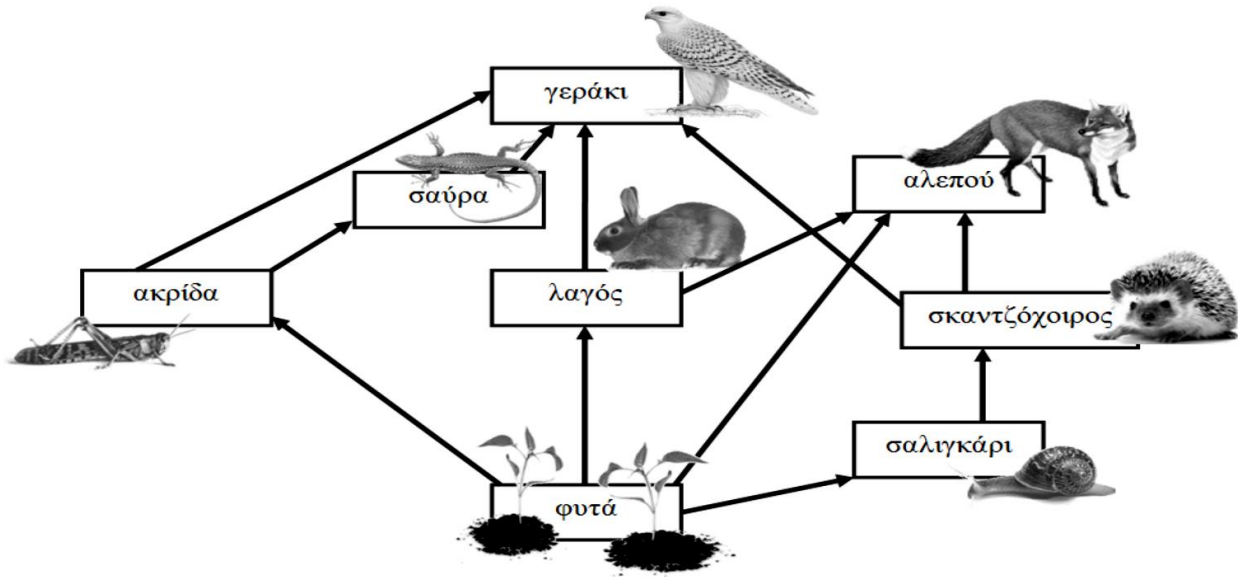 γεράκι
αλεπού
σαύρα
ακρίδα
λαγός
σκαντζόχοιρος
σαλιγκάρι
φυτά